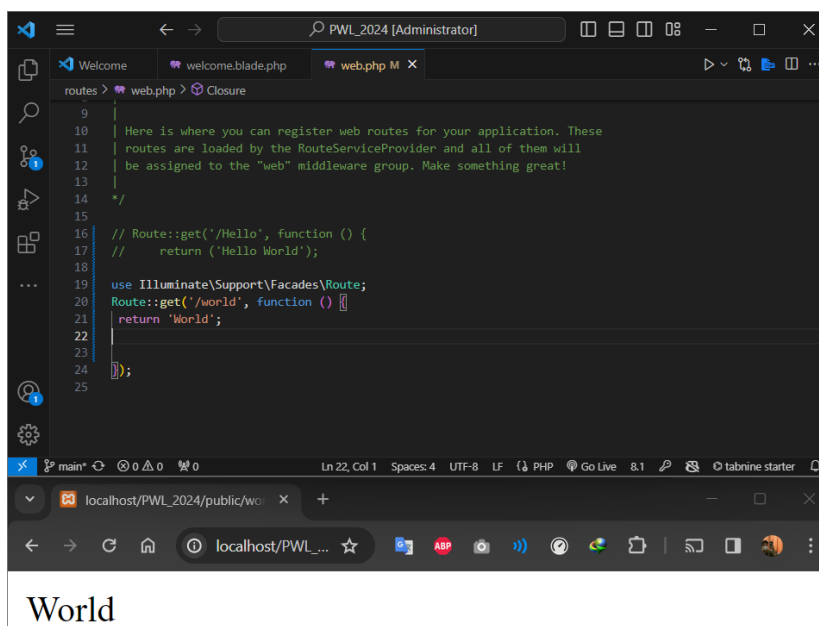 PWL_2024 [Administrator]
Welcome welcome.blade.php web.php M
routes > web.php > Closure
9 |
10 | Here is where you can register web routes for your application. These
11 | routes are loaded by the RouteServiceProvider and all of them will
12 | be assigned to the "web" middleware group. Make something great!
13 |
14 */
15
16 // Route::get('/Hello', function () {
17 //     return ('Hello World');
18
19 use Illuminate\Support\Facades\Route;
20 Route::get('/world', function () {
21  return 'World';
22
23
24 });
25
1
1
main* 0 0 0 Ln 22, Col 1 Spaces: 4 UTF-8 LF PHP Go Live 8.1 tabnine starter
localhost/PWL_2024/public/wo
localhost/PWL_... ABP
World